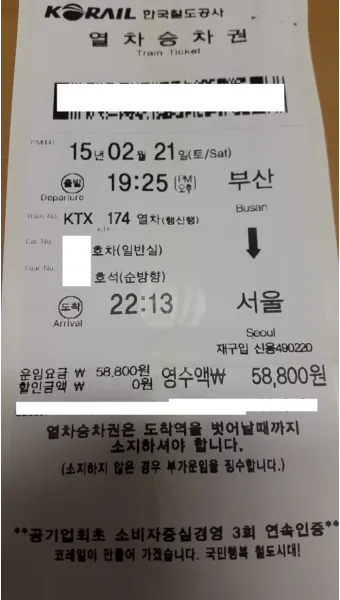 KORAIL 한국철도공사
열차승차권
Train Ticket
15년 02월 21일(토/Sat)
출발 19:25 (PM 오후) 부산
Departure Busan
Train No. KTX 174 열차(행신행)
KTX
Car No. 호차(일반실)
Seat No. 호석(순방향)
도착 22:13 서울
Arrival Seoul
재구입 신용490220
운임요금 ₩ 58,800원 영수액₩ 58,800원
할인금액 ₩ 0원
열차승차권은 도착역을 벗어날때까지
소지하셔야 합니다.
(소지하지 않은 경우 부가운임을 징수합니다.)
**공기업최초 소비자중심경영 3회 연속인증**
코레일이 만들어 가겠습니다. 국민행복 철도시대!